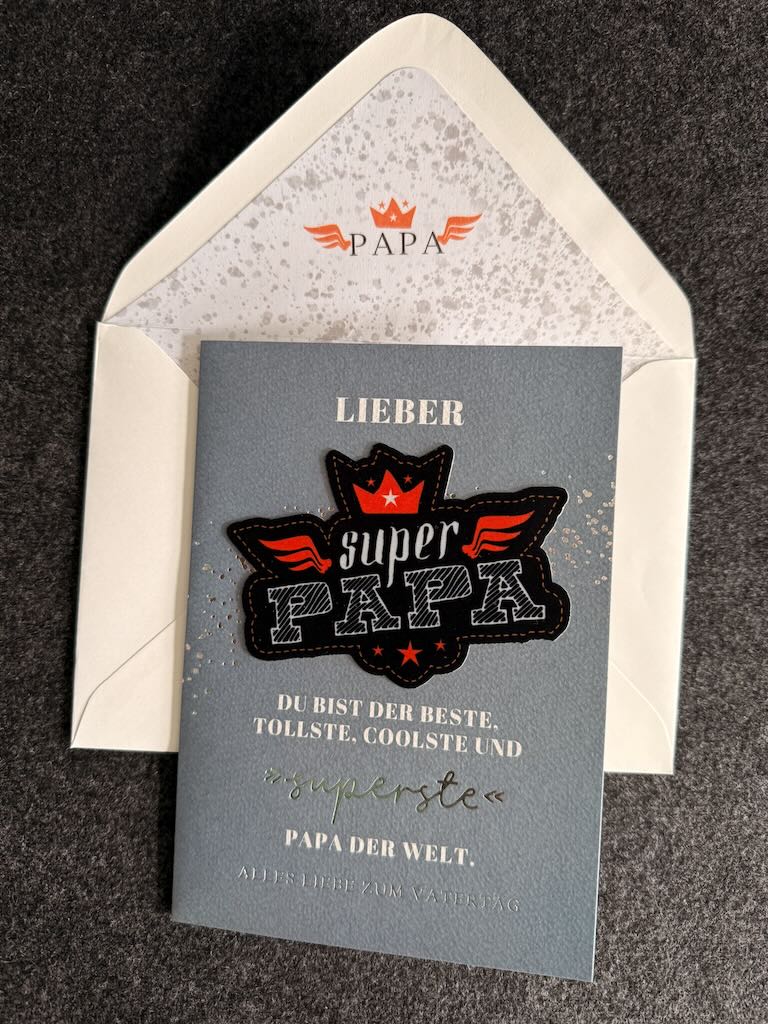 PAPA
LIEBER
super
PAPA
DU BIST DER BESTE,
TOLLSTE, COOLSTE UND
»superste«
PAPA DER WELT.
ALLES LIEBE ZUM VATERTAG